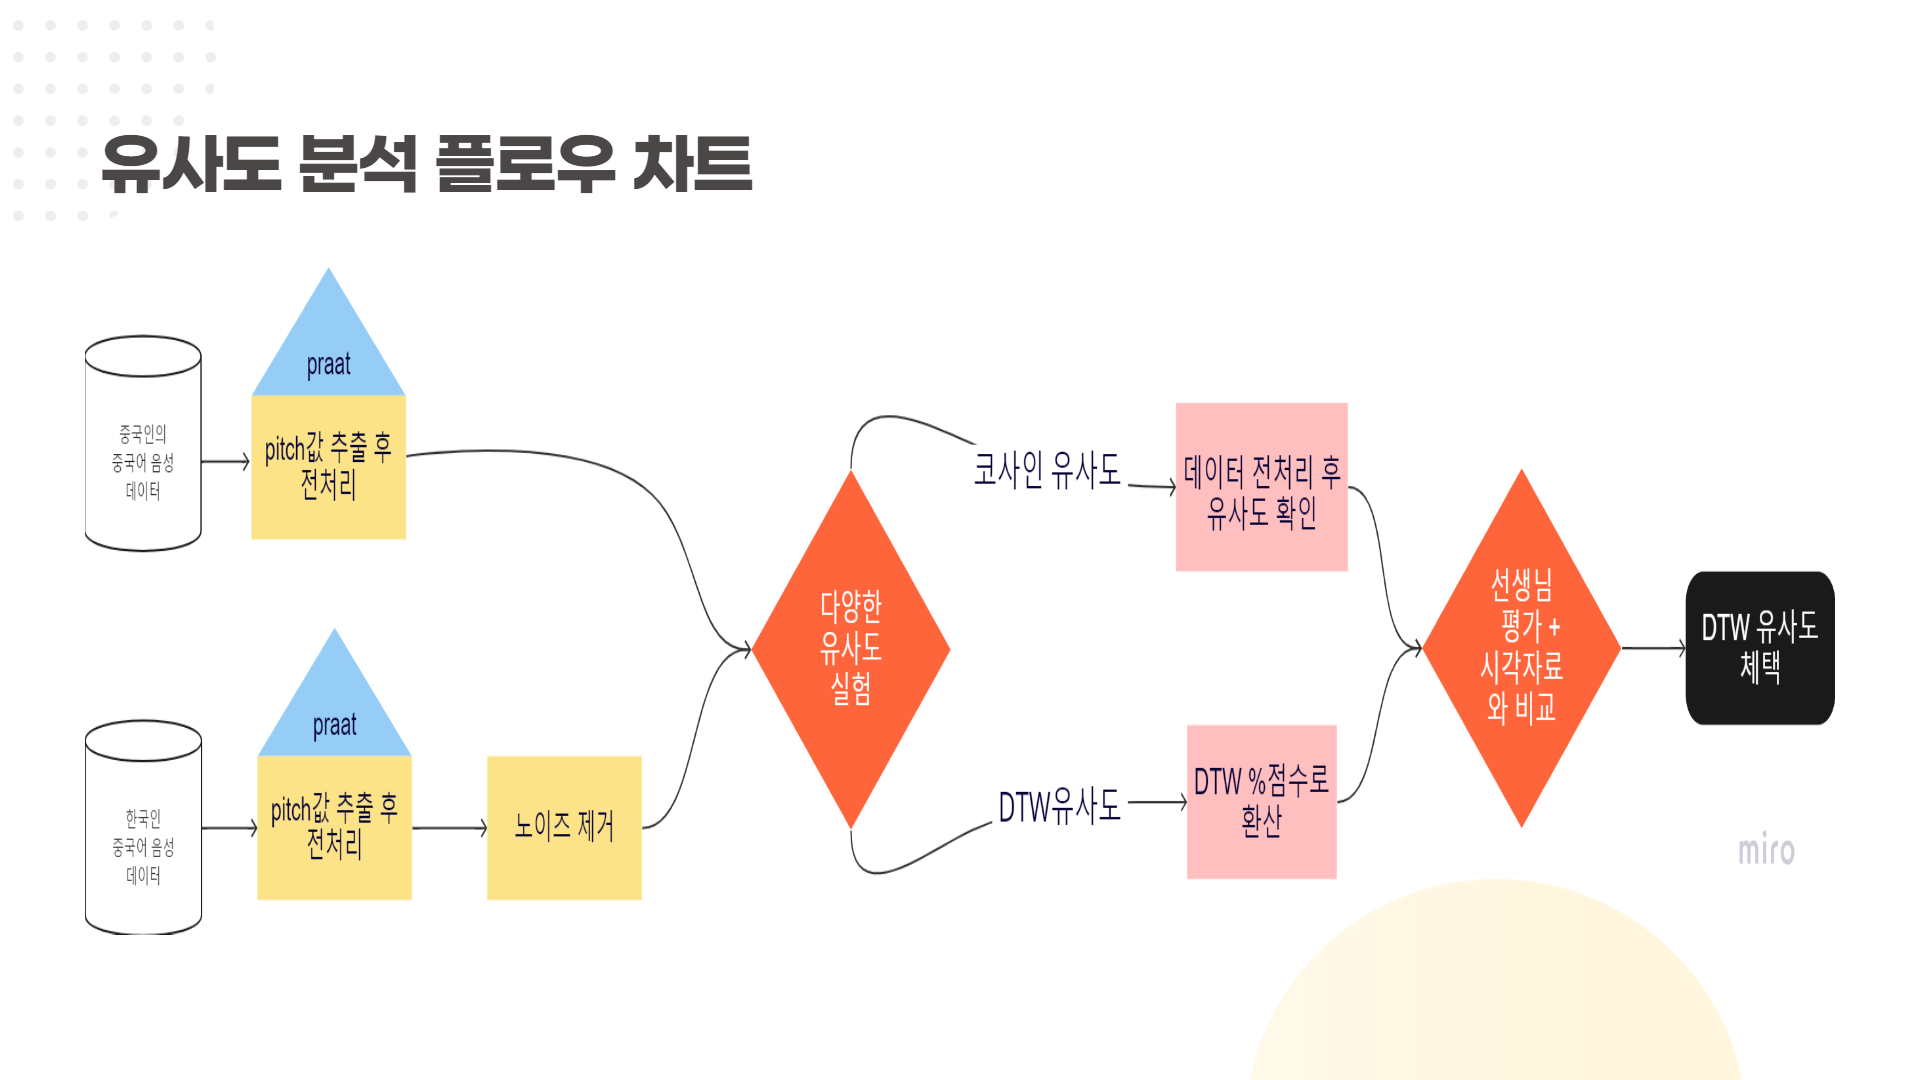 유사도 분석 플로우 차트
praat
중국인의
중국어 음성
데이터
pitch값 추출 후
전처리
praat
한국인
중국어 음성
데이터
pitch값 추출 후
전처리
노이즈 제거
다양한
유사도
실험
코사인 유사도
데이터 전처리 후
유사도 확인
DTW유사도
DTW %점수로
환산
선생님
평가 +
시각자료
와 비교
DTW 유사도
체택
miro